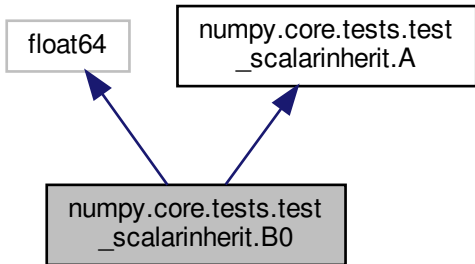 float64
numpy.core.tests.test
_scalarinherit.A
numpy.core.tests.test
_scalarinherit.B0